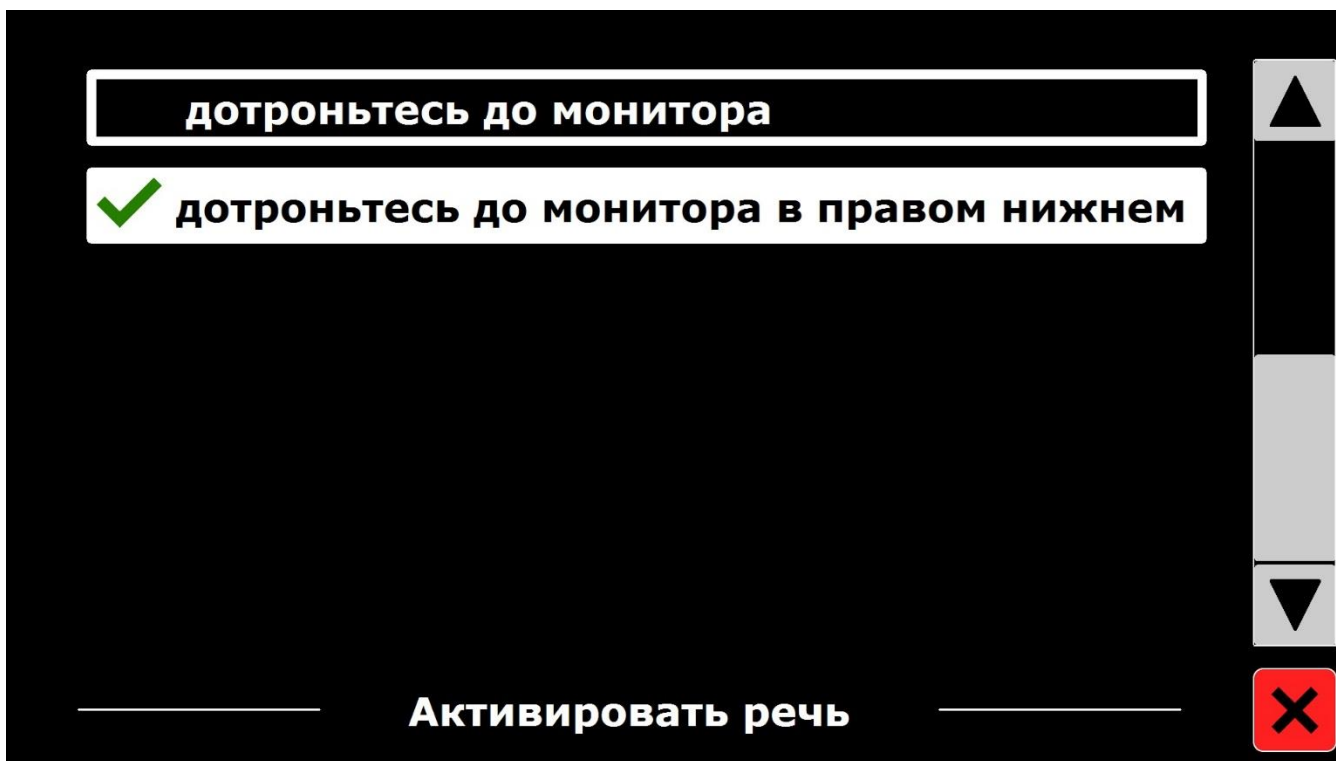 дотроньтесь до монитора
дотроньтесь до монитора в правом нижнем
Активировать речь